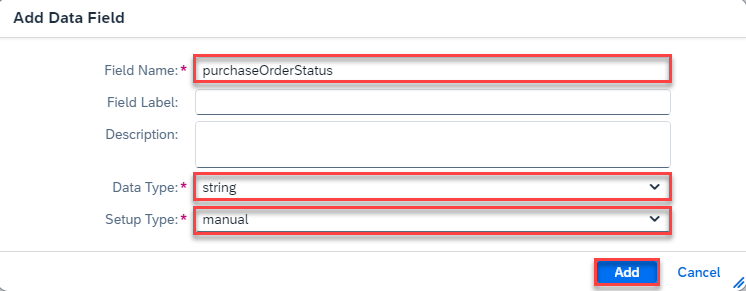 Add Data Field
Field Name:* purchaseOrderStatus
Field Label:
Description:
Data Type:* string
Setup Type:* manual
Add Cancel